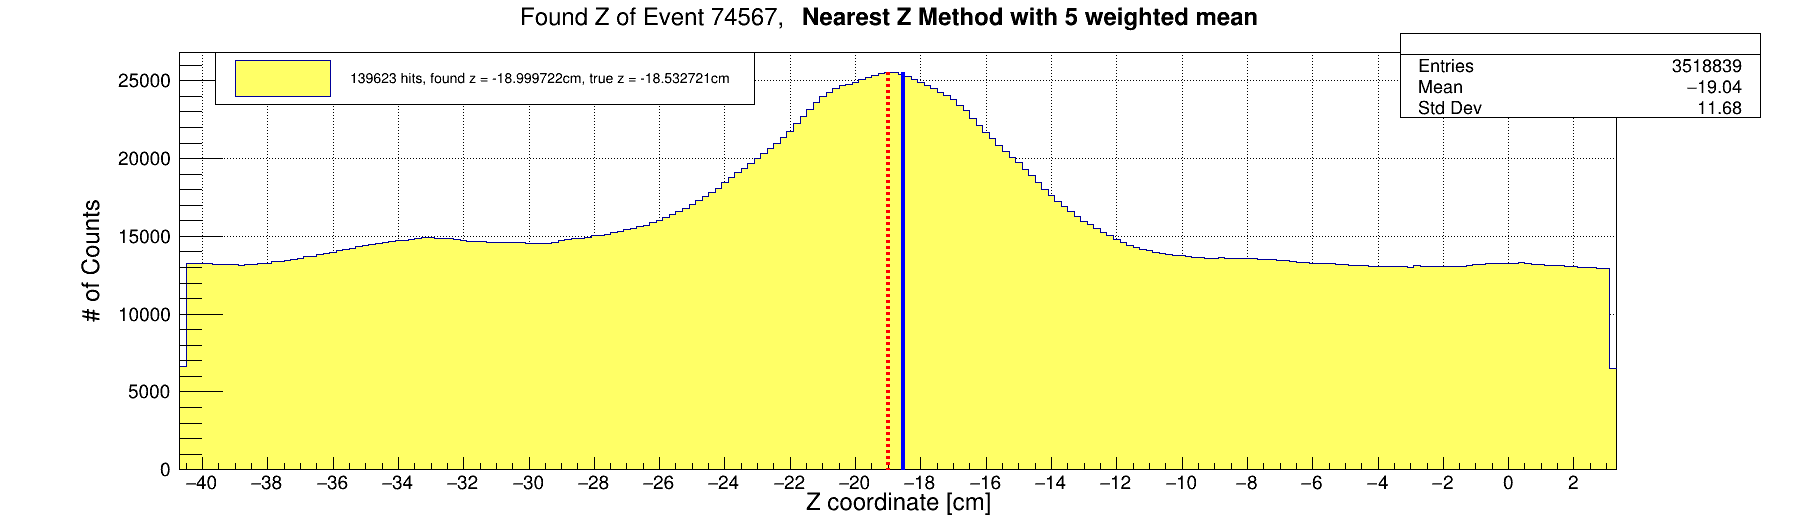 Found Z of Event 74567, Nearest Z Method with 5 weighted mean
139623 hits, found z = -18.999722cm, true z = -18.532721cm
Entries 3518839
Mean −19.04
Std Dev 11.68
# of Counts
25000
20000
15000
10000
5000
0
−40 −38 −36 −34 −32 −30 −28 −26 −24 −22 −20 −18 −16 −14 −12 −10 −8 −6 −4 −2 0 2
Z coordinate [cm]